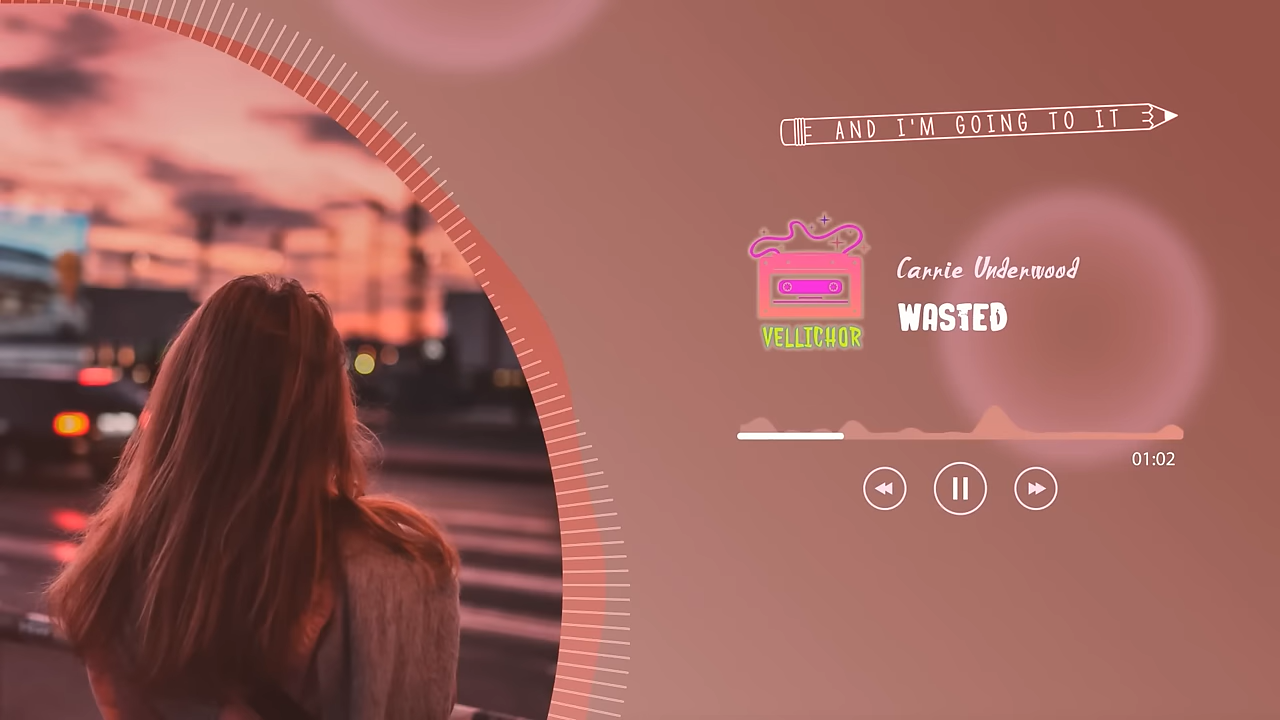 AND I'M GOING TO IT
VELLICHOR
Carrie Underwood
WASTED
01:02